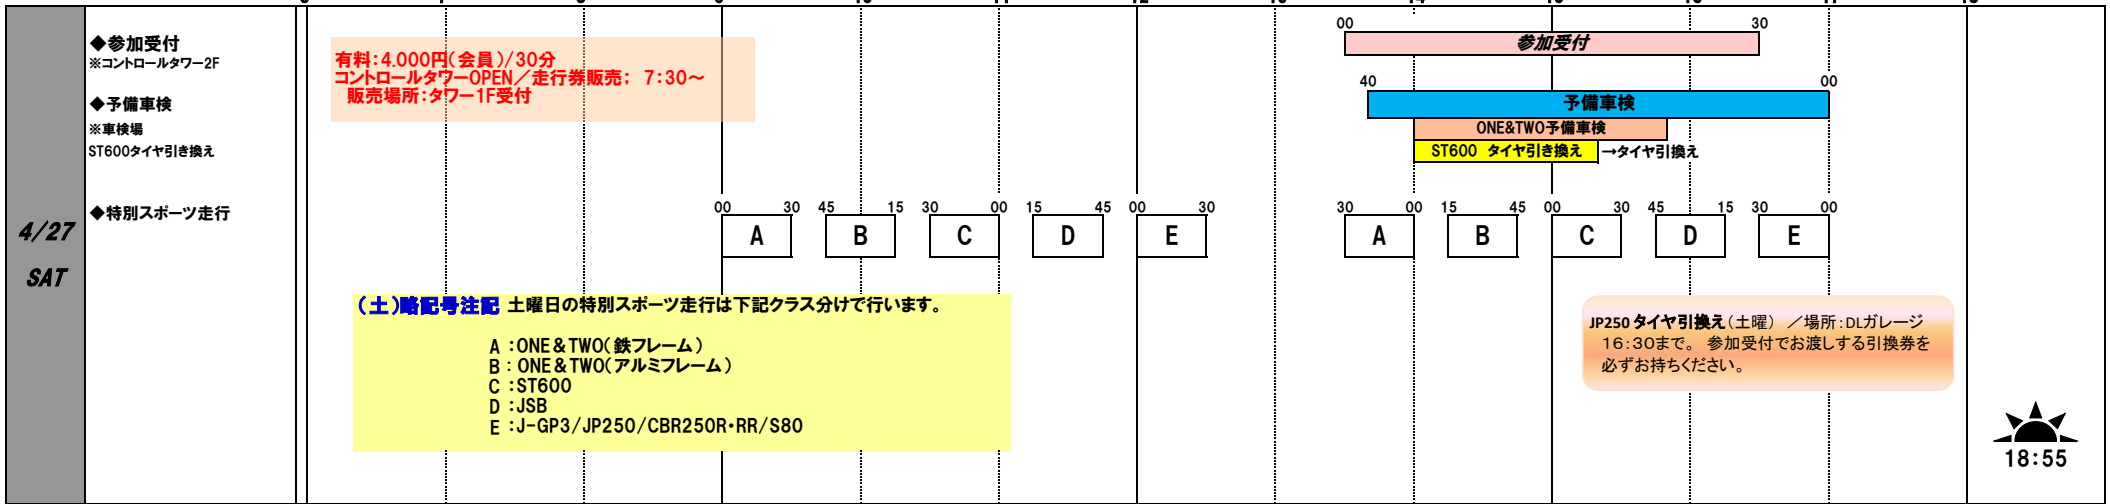 ◆参加受付
※コントロールタワー2F
◆予備車検
※車検場
ST600タイヤ引き換え
◆特別スポーツ走行
4/27
SAT
有料:4.000円(会員)/30分
コントロールタワーOPEN/走行券販売; 7:30~
販売場所:タワー1F受付
00 30
参加受付
40 00
予備車検
ONE&TWO予備車検
ST600 タイヤ引き換え →タイヤ引換え
00 30 45 15 30 00 15 45 00 30 30 00 15 45 00 30 45 15 30 00
A B C D E A B C D E
(土)略記号注記 土曜日の特別スポーツ走行は下記クラス分けで行います。
A :ONE&TWO(鉄フレーム)
B :ONE&TWO(アルミフレーム)
C :ST600
D :JSB
E :J-GP3/JP250/CBR250R・RR/S80
JP250 タイヤ引換え(土曜) /場所:DLガレージ
16:30まで。 参加受付でお渡しする引換券を
必ずお持ちください。
18:55